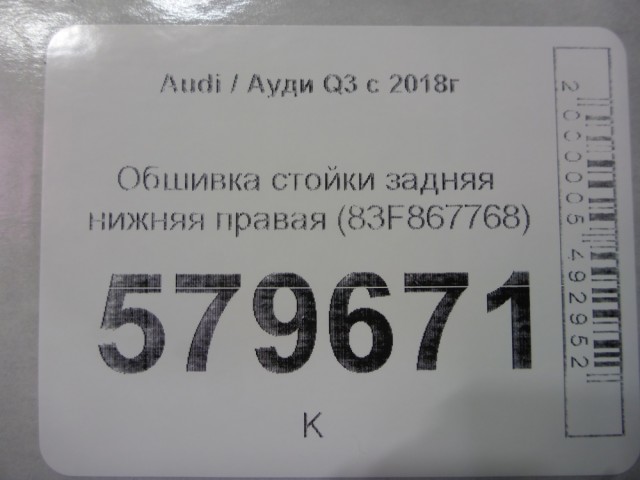 Audi / Ауди Q3 с 2018г
Обшивка стойки задняя
нижняя правая (83F867768)
579671
К
2000005492952